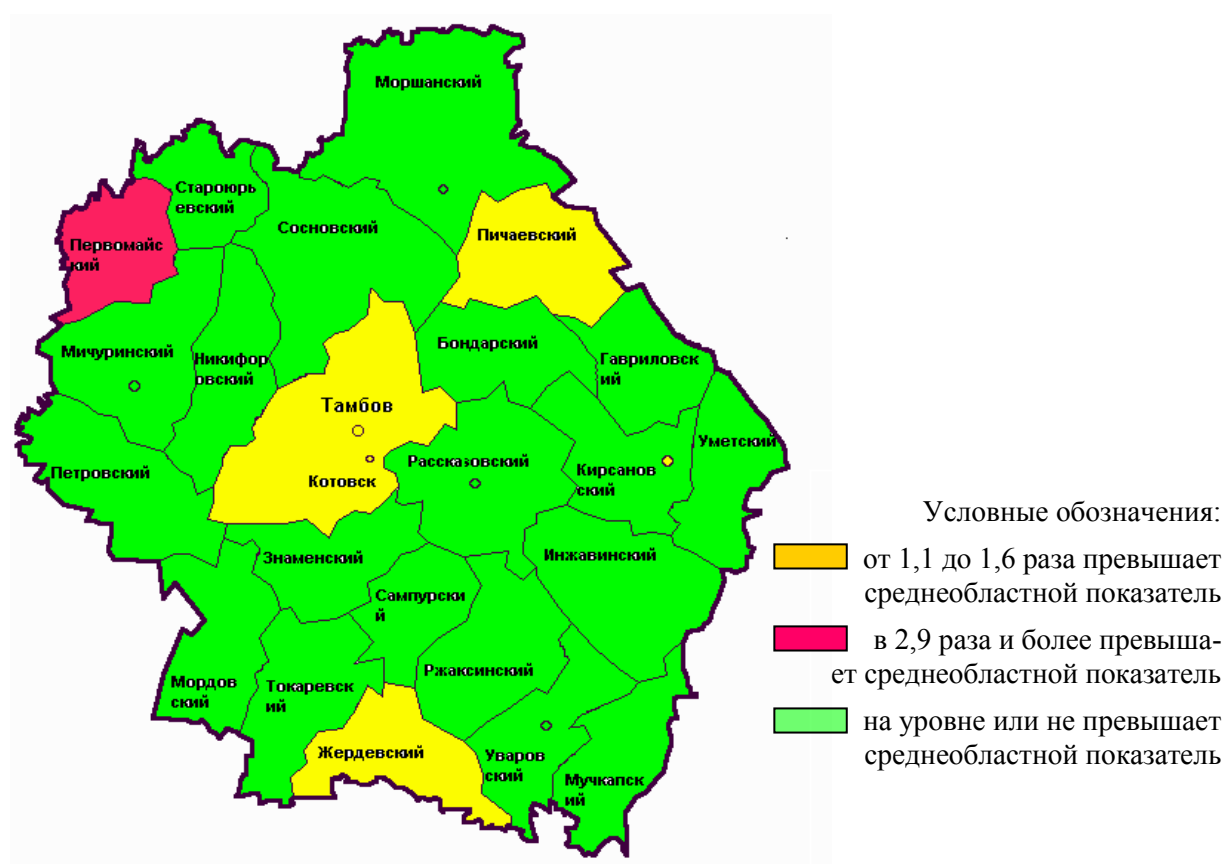 Моршанский
Староюрь
евский
Сосновский
Пичаевский
Первомайс
кий
Мичуринский
Никифор
ровский
Бондарский
Гавриловск
ий
Тамбов
Котовск
Рассказовский
Кирсанов
ский
Уметский
Петровский
Знаменский
Инжавинский
Сампурски
й
Мордов
ский
Токаревск
ий
Ржаксинский
Жердевский
Уваров
ский
Мучкапск
ий
Условные обозначения:
от 1,1 до 1,6 раза превышает
среднеобластной показатель
в 2,9 раза и более превыша-
ет среднеобластной показатель
на уровне или не превышает
среднеобластной показатель